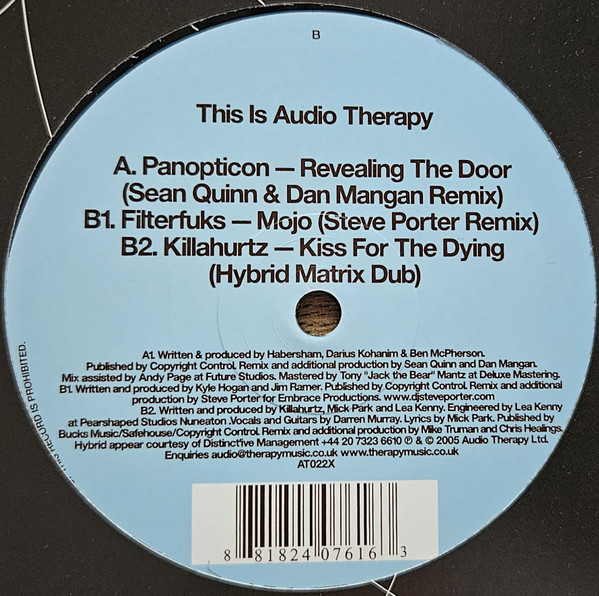 B
This Is Audio Therapy
A. Panopticon — Revealing The Door
(Sean Quinn & Dan Mangan Remix)
B1. Filterfuks — Mojo (Steve Porter Remix)
B2. Killahurtz — Kiss For The Dying
(Hybrid Matrix Dub)
A1. Written & produced by Habersham, Darius Kohanim & Ben McPherson.
Published by Copyright Control. Remix and additional production by Sean Quinn and Dan Mangan.
Mix assisted by Andy Page at Future Studios. Mastered by Tony "Jack the Bear" Mantz at Deluxe Mastering.
B1. Written and produced by Kyle Hogan and Jim Ramer. Published by Copyright Control. Remix and additional
production by Steve Porter for Embrace Productions. www.djsteveporter.com
B2. Written and produced by Killahurtz, Mick Park and Lea Kenny. Engineered by Lea Kenny
at Pearshaped Studios Nuneaton .Vocals and Guitars by Darren Murray. Lyrics by Mick Park. Published by
Bucks Music/Safehouse/Copyright Control. Remix and additional production by Mike Truman and Chris Healings.
Hybrid appear courtesy of Distinct'ive Management +44 20 7323 6610 ℗ & © 2005 Audio Therapy Ltd.
Enquiries audio@therapymusic.co.uk www.therapymusic.co.uk
AT022X
8 81824 07616 3
THIS RECORD IS PROHIBITED.